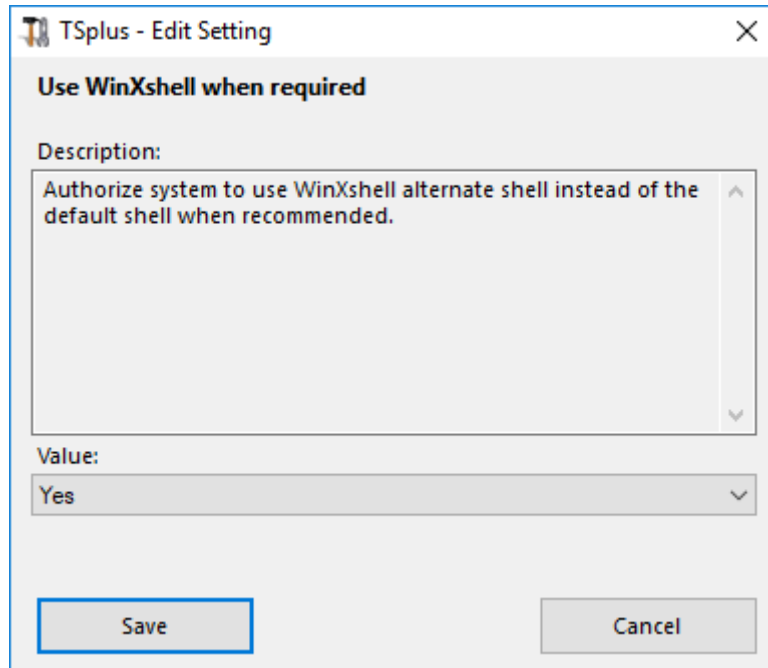 TSplus - Edit Setting
Use WinXshell when required
Description:
Authorize system to use WinXshell alternate shell instead of the
default shell when recommended.
Value:
Yes
Save
Cancel